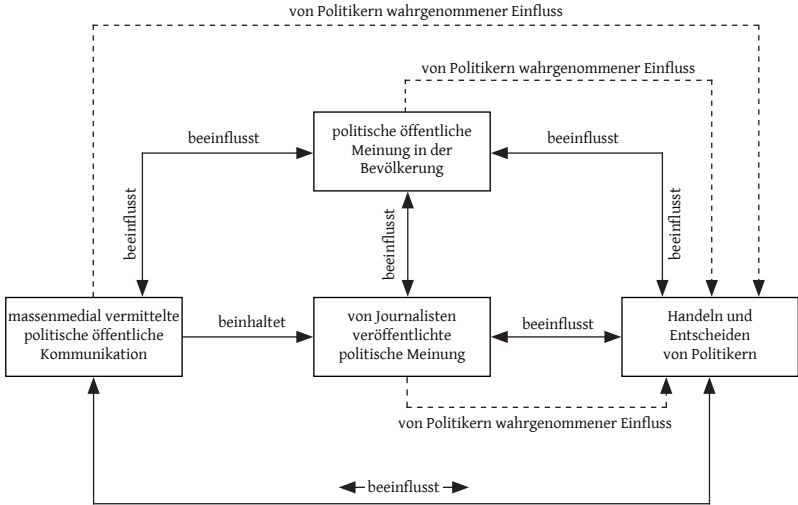 von Politikern wahrgenommener Einfluss
von Politikern wahrgenommener Einfluss
beeinflusst
politische öffentliche
Meinung in der
Bevölkerung
beeinflusst
beeinflusst
beeinflusst
beeinflusst
massenmedial vermittelte
politische öffentliche
Kommunikation
beinhaltet
von Journalisten
veröffentlichte
politische Meinung
beeinflusst
Handeln und
Entscheiden
von Politikern
von Politikern wahrgenommener Einfluss
beeinflusst